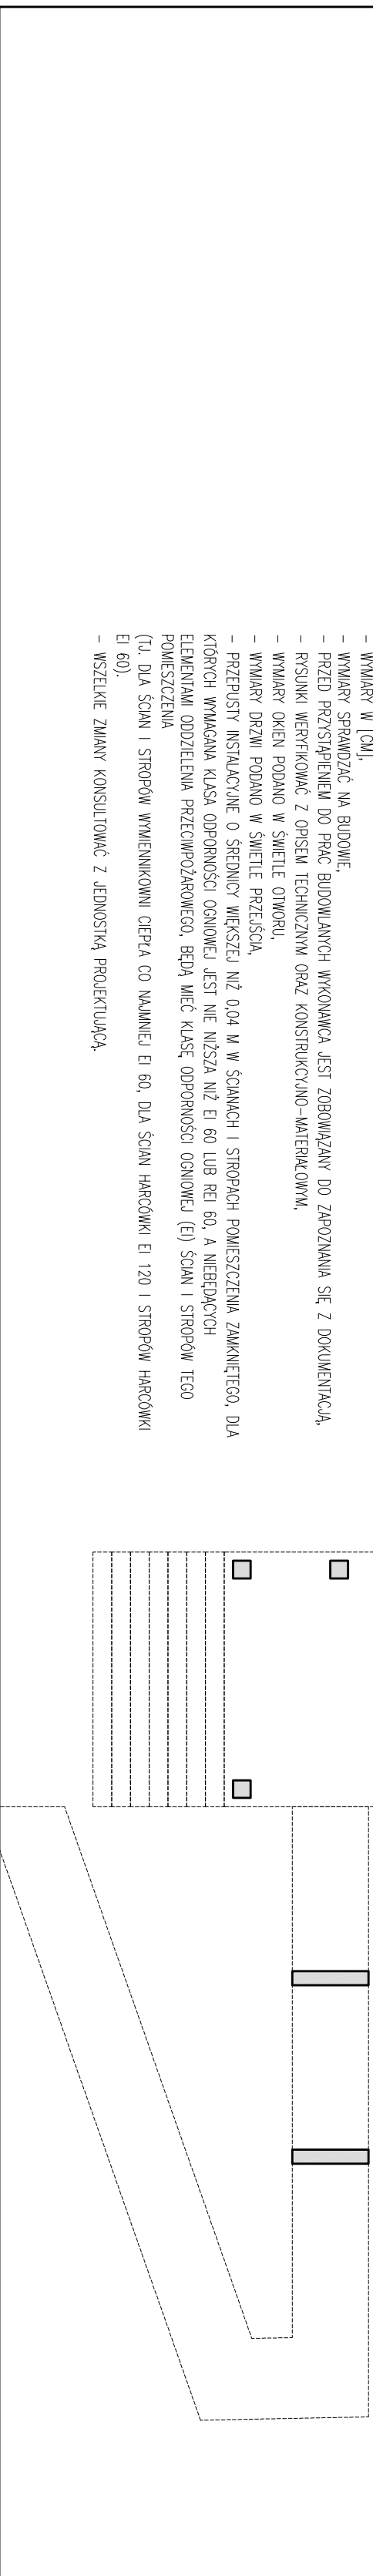 - WYMIARY W [CM],
- WYMIARY SPRAWDZAĆ NA BUDOWIE,
- PRZED PRZYSTĄPIENIEM DO PRAC BUDOWLANYCH WYKONAWCA JEST ZOBOWIĄZANY DO ZAPOZNANIA SIĘ Z DOKUMENTACJĄ,
- RYSUNKI WERYFIKOWAĆ Z OPISEM TECHNICZNYM ORAZ KONSTRUKCYJNO-MATERIAŁOWYM,
- WYMIARY OKIEN PODANO W ŚWIETLE OTWORU,
- WYMIARY DRZWI PODANO W ŚWIETLE PRZEJŚCIA,
- PRZEPUSTY INSTALACYJNE O ŚREDNICY WIĘKSZEJ NIŻ 0,04 M W ŚCIANACH I STROPACH POMIESZCZENIA ZAMKNIĘTEGO, DLA
KTÓRYCH WYMAGANA KLASA ODPORNOŚCI OGNIOWEJ JEST NIE NIŻSZA NIŻ EI 60 LUB REI 60, A NIEBĘDĄCYCH
ELEMENTAMI ODDZIELENIA PRZECIWPOŻAROWEGO, BĘDĄ MIEĆ KLASĘ ODPORNOŚCI OGNIOWEJ (EI) ŚCIAN I STROPÓW TEGO
POMIESZCZENIA
(TJ. DLA ŚCIAN I STROPÓW WYMIENNIKOWNI CIEPŁA CO NAJMNIEJ EI 60, DLA ŚCIAN HARCÓWKI EI 120 I STROPÓW HARCÓWKI
EI 60).
- WSZELKIE ZMIANY KONSULTOWAĆ Z JEDNOSTKĄ PROJEKTUJĄCĄ.